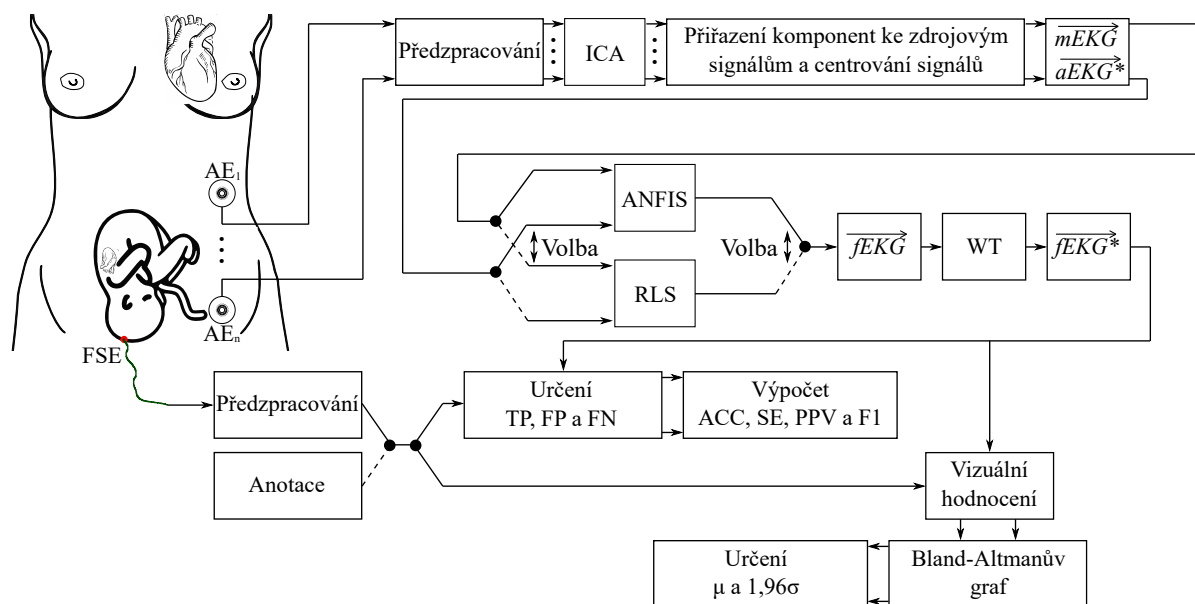 Předzpracování
ICA
Přiřazení komponent ke zdrojovým
signálům a centrování signálů
mEKG
aEKG*
AE1
AEn
FSE
ANFIS
RLS
Volba
Volba
fEKG
WT
fEKG*
Předzpracování
Anotace
Určení
TP, FP a FN
Výpočet
ACC, SE, PPV a F1
Vizuální
hodnocení
Bland-Altmanův
graf
Určení
μ a 1,96σ